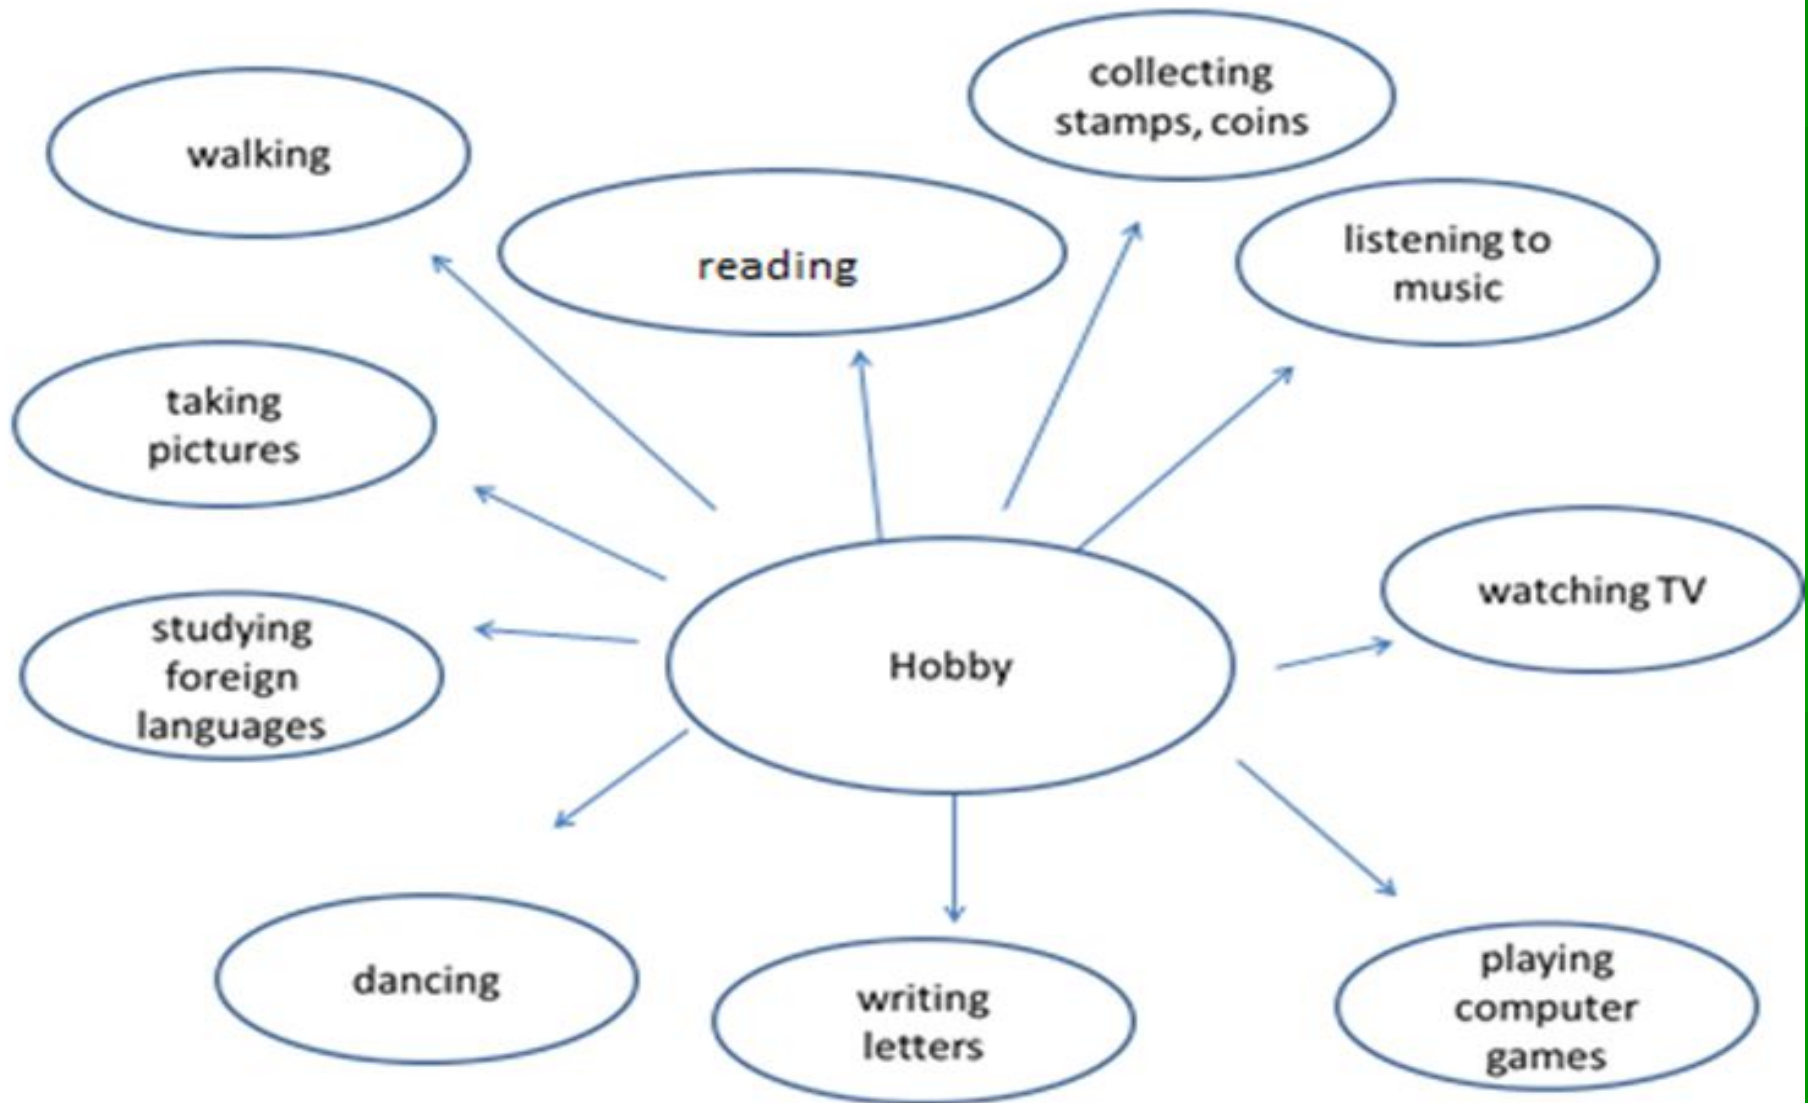 collecting
stamps, coins
walking
reading
listening to
music
taking
pictures
watching TV
studying
foreign
languages
Hobby
dancing
writing
letters
playing
computer
games